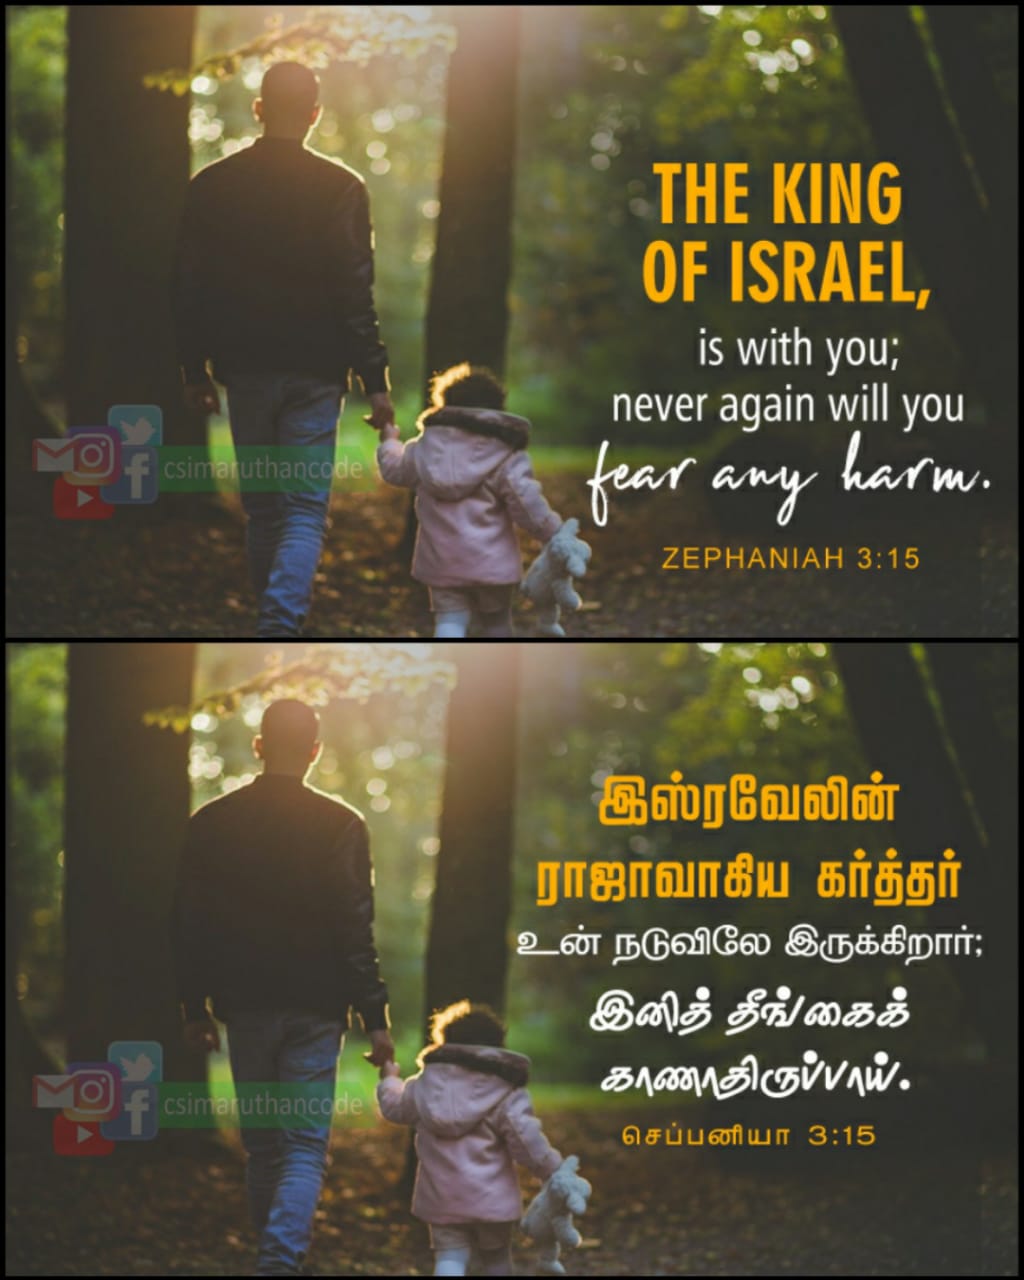 THE KING
OF ISRAEL,
is with you;
never again will you
fear any harm.
ZEPHANIAH 3:15
csimaruthancode
இஸ்ரவேலின்
ராஜாவாகிய கர்த்தர்
உன் நடுவிலே இருக்கிறார்;
இனித் தீங்கைக்
காணாதிருப்பாய்.
செப்பனியா 3:15
csimaruthancode